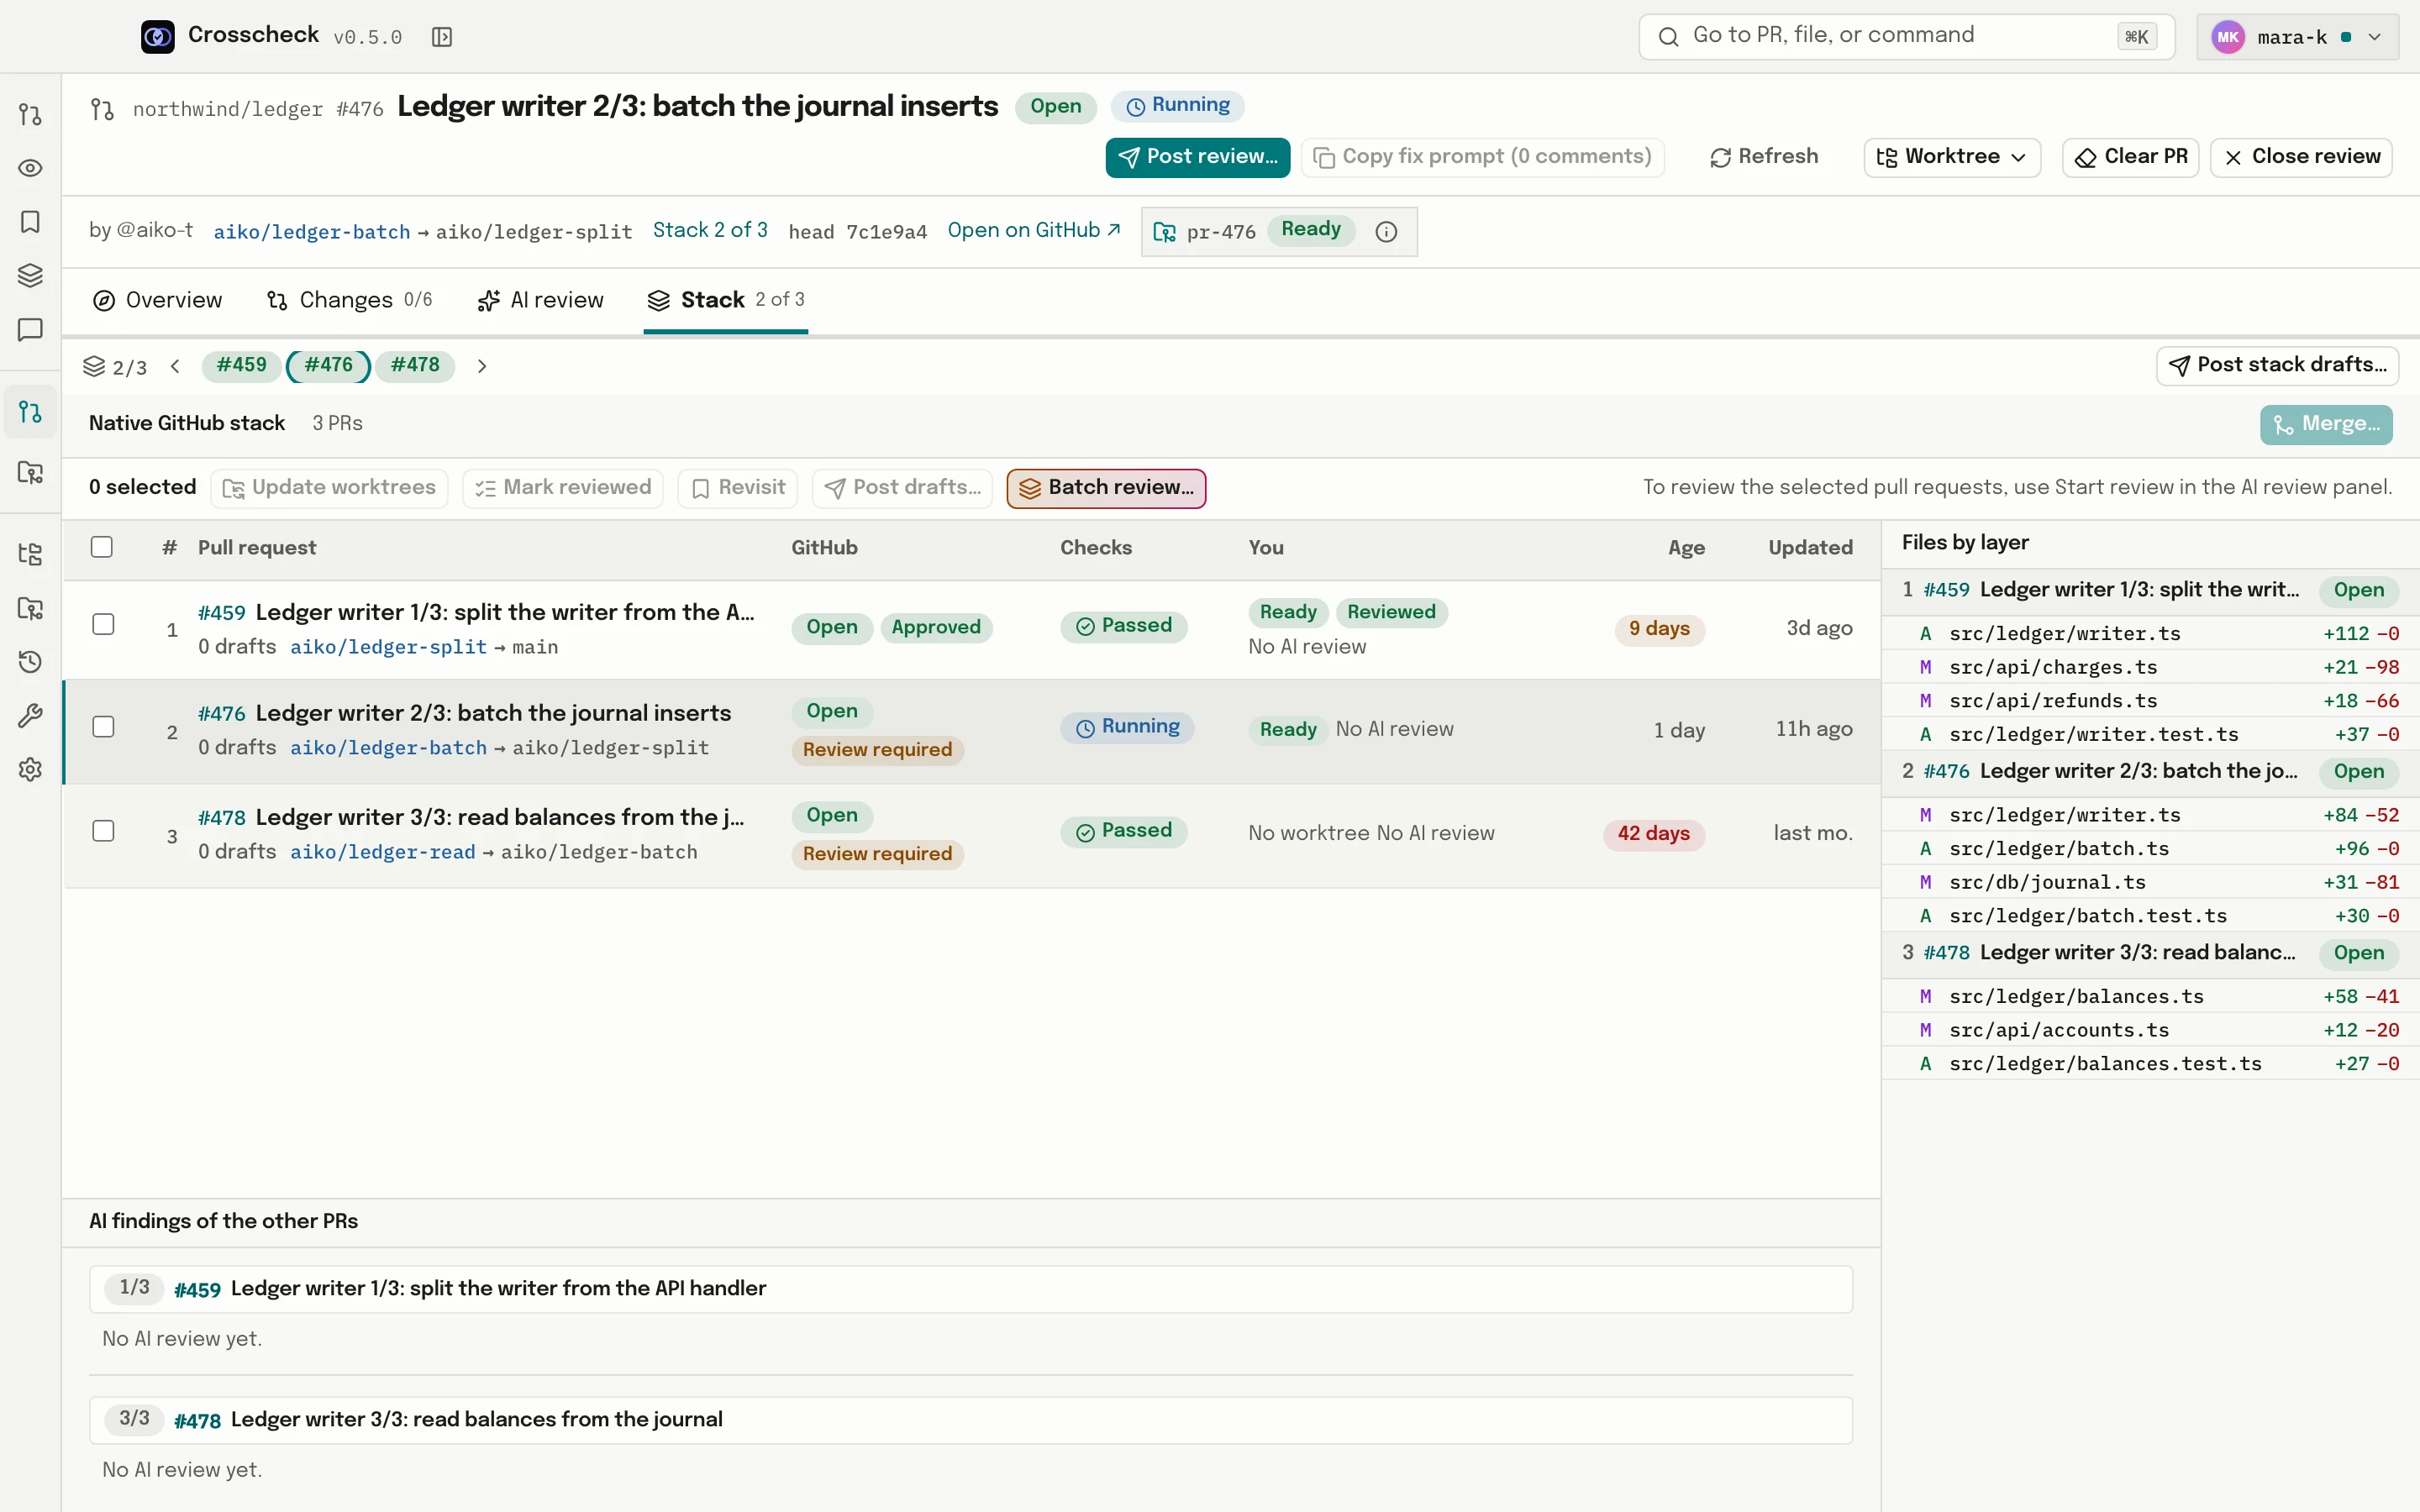 Crosscheck v0.5.0
Go to PR, file, or command ⌘K
MK mara-k
northwind/ledger #476 Ledger writer 2/3: batch the journal inserts Open Running
Post review… Copy fix prompt (0 comments) Refresh Worktree Clear PR Close review
by @aiko-t aiko/ledger-batch → aiko/ledger-split Stack 2 of 3 head 7c1e9a4 Open on GitHub ↗ pr-476 Ready
Overview Changes 0/6 AI review Stack 2 of 3
2/3 #459 #476 #478 Post stack drafts…
Native GitHub stack 3 PRs Merge…
0 selected Update worktrees Mark reviewed Revisit Post drafts… Batch review… To review the selected pull requests, use Start review in the AI review panel.
# Pull request GitHub Checks You Age Updated
1 #459 Ledger writer 1/3: split the writer from the A… Open Approved Passed Ready Reviewed 9 days 3d ago
0 drafts aiko/ledger-split → main No AI review
2 #476 Ledger writer 2/3: batch the journal inserts Open Running Ready No AI review 1 day 11h ago
0 drafts aiko/ledger-batch → aiko/ledger-split Review required
3 #478 Ledger writer 3/3: read balances from the j… Open Passed No worktree No AI review 42 days last mo.
0 drafts aiko/ledger-read → aiko/ledger-batch Review required
Files by layer
1 #459 Ledger writer 1/3: split the writ… Open
A src/ledger/writer.ts +112 −0
M src/api/charges.ts +21 −98
M src/api/refunds.ts +18 −66
A src/ledger/writer.test.ts +37 −0
2 #476 Ledger writer 2/3: batch the jo… Open
M src/ledger/writer.ts +84 −52
A src/ledger/batch.ts +96 −0
M src/db/journal.ts +31 −81
A src/ledger/batch.test.ts +30 −0
3 #478 Ledger writer 3/3: read balanc… Open
M src/ledger/balances.ts +58 −41
M src/api/accounts.ts +12 −20
A src/ledger/balances.test.ts +27 −0
AI findings of the other PRs
1/3 #459 Ledger writer 1/3: split the writer from the API handler
No AI review yet.
3/3 #478 Ledger writer 3/3: read balances from the journal
No AI review yet.